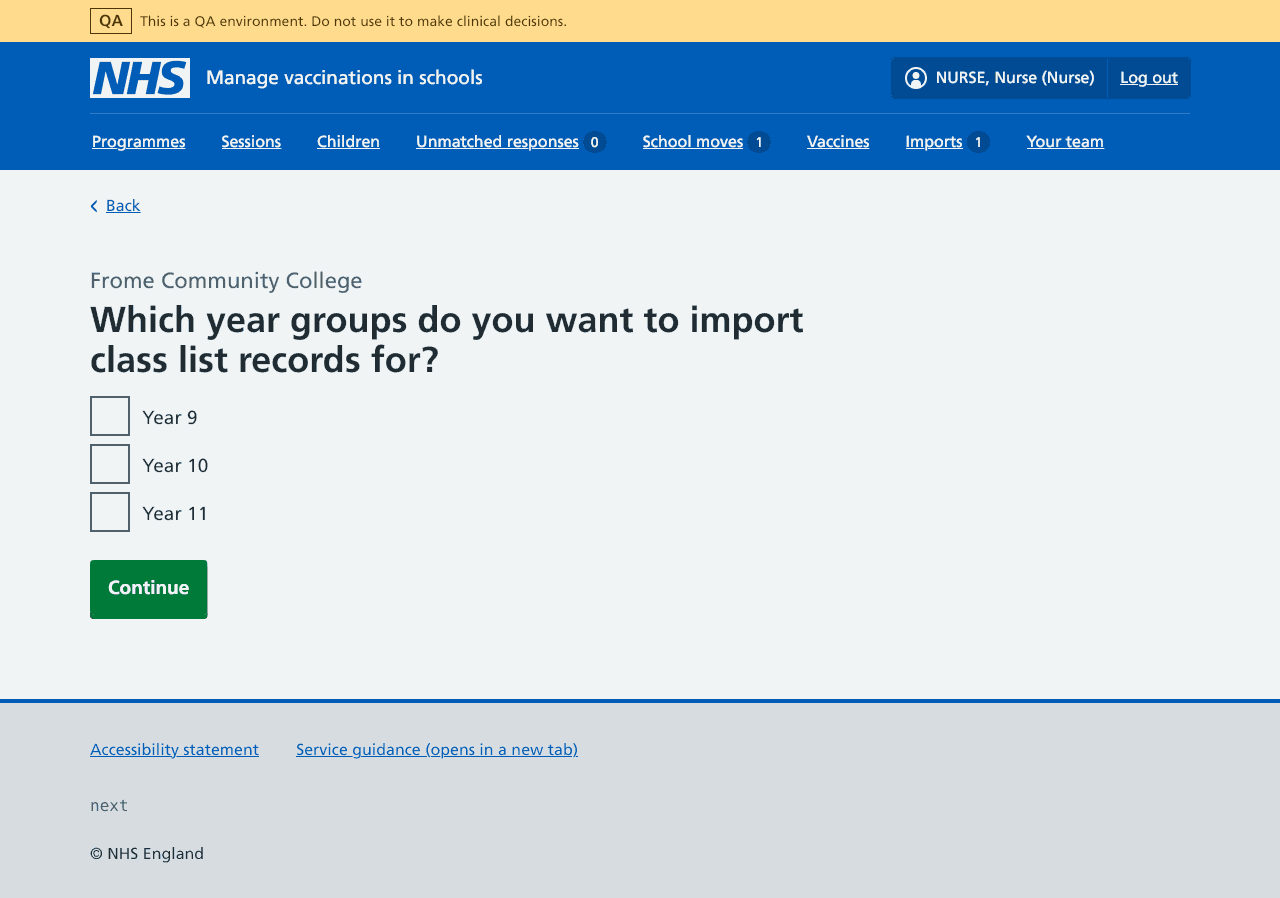 QA This is a QA environment. Do not use it to make clinical decisions.
NHS Manage vaccinations in schools NURSE, Nurse (Nurse) Log out
Programmes Sessions Children Unmatched responses 0 School moves 1 Vaccines Imports 1 Your team
Back
Frome Community College
Which year groups do you want to import
class list records for?
Year 9
Year 10
Year 11
Continue
Accessibility statement Service guidance (opens in a new tab)
next
© NHS England